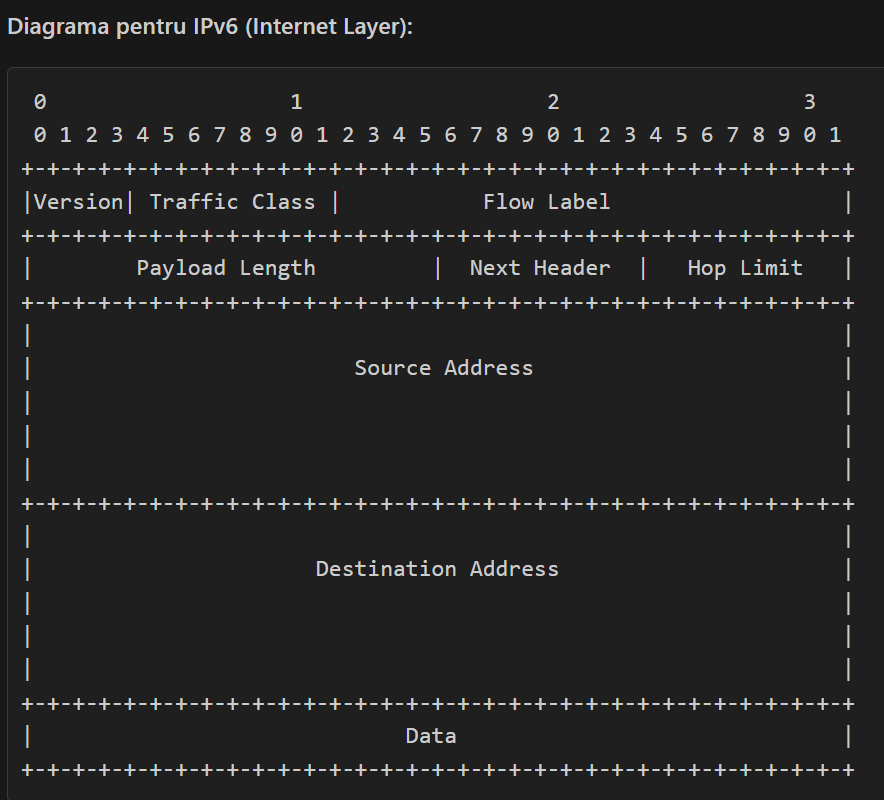 Diagrama pentru IPv6 (Internet Layer):
 0                   1                   2                   3
 0 1 2 3 4 5 6 7 8 9 0 1 2 3 4 5 6 7 8 9 0 1 2 3 4 5 6 7 8 9 0 1
+-+-+-+-+-+-+-+-+-+-+-+-+-+-+-+-+-+-+-+-+-+-+-+-+-+-+-+-+-+-+-+-+
|Version| Traffic Class |           Flow Label                  |
+-+-+-+-+-+-+-+-+-+-+-+-+-+-+-+-+-+-+-+-+-+-+-+-+-+-+-+-+-+-+-+-+
|        Payload Length         |  Next Header  |   Hop Limit   |
+-+-+-+-+-+-+-+-+-+-+-+-+-+-+-+-+-+-+-+-+-+-+-+-+-+-+-+-+-+-+-+-+
|                                                               |
|                         Source Address                        |
|                                                               |
|                                                               |
|                                                               |
+-+-+-+-+-+-+-+-+-+-+-+-+-+-+-+-+-+-+-+-+-+-+-+-+-+-+-+-+-+-+-+-+
|                                                               |
|                      Destination Address                      |
|                                                               |
|                                                               |
|                                                               |
+-+-+-+-+-+-+-+-+-+-+-+-+-+-+-+-+-+-+-+-+-+-+-+-+-+-+-+-+-+-+-+-+
|                             Data                              |
+-+-+-+-+-+-+-+-+-+-+-+-+-+-+-+-+-+-+-+-+-+-+-+-+-+-+-+-+-+-+-+-+